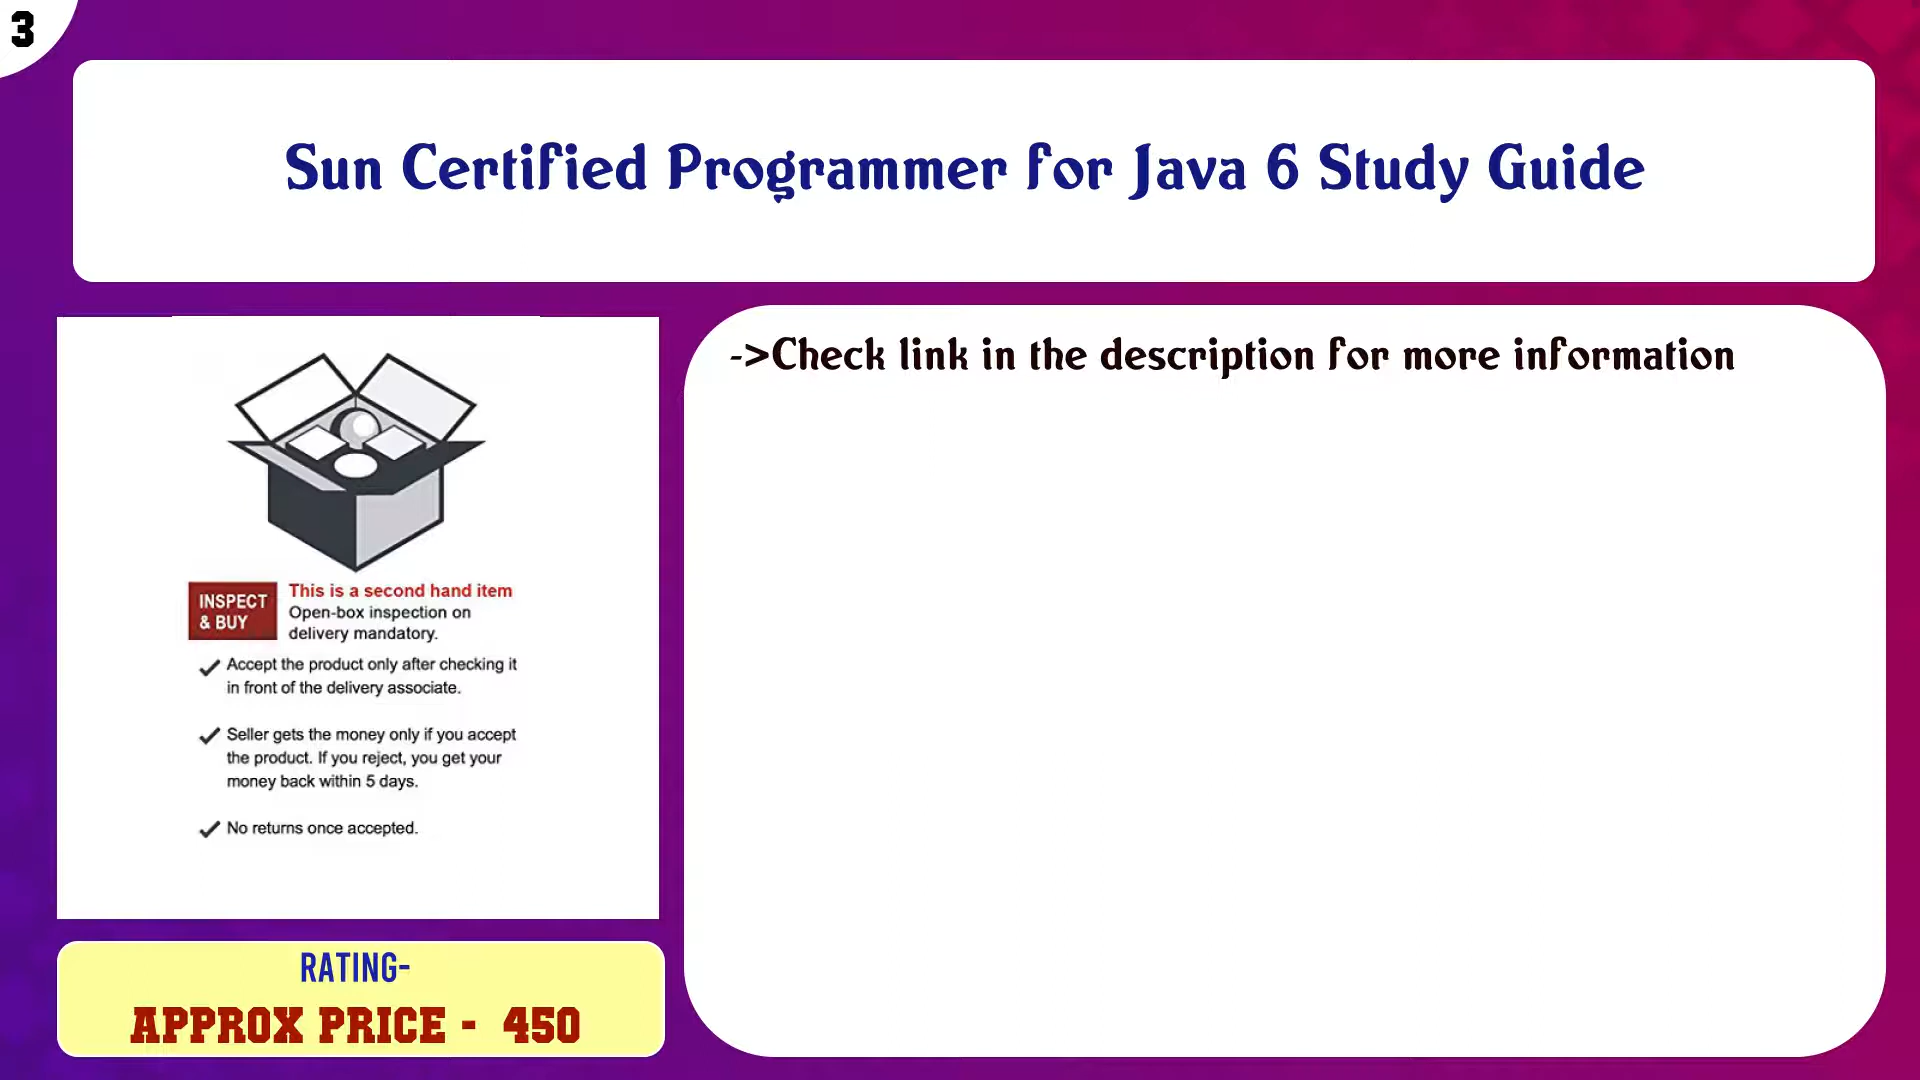 3
Sun Certified Programmer for Java 6 Study Guide
->Check link in the description for more information
INSPECT
& BUY
This is a second hand item
Open-box inspection on
delivery mandatory.
Accept the product only after checking it
in front of the delivery associate.
Seller gets the money only if you accept
the product. If you reject, you get your
money back within 5 days.
No returns once accepted.
RATING-
APPROX PRICE - 450